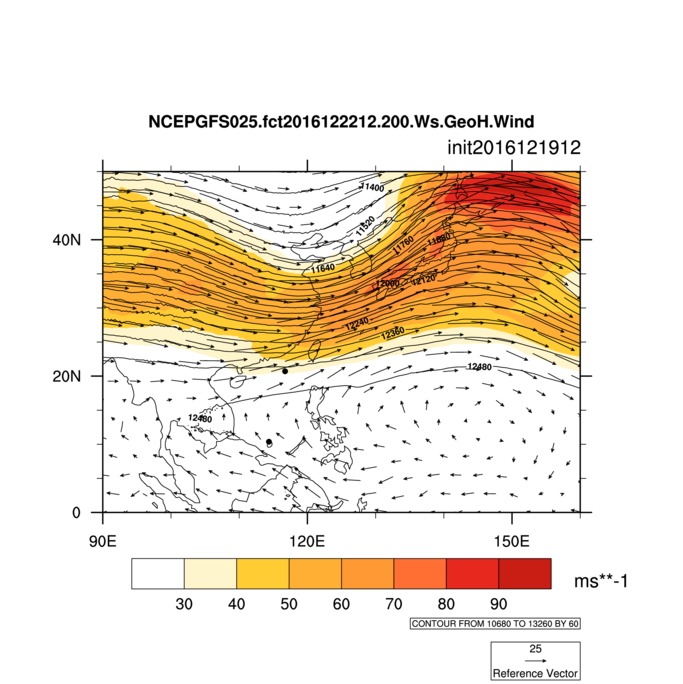 NCEPGFS025.fct2016122212.200.Ws.GeoH.Wind
init2016121912
11400
11520
11760
11880
11640
12000
12120
12240
12360
12480
12480
40N
20N
0
90E 120E 150E
30 40 50 60 70 80 90
ms**-1
CONTOUR FROM 10680 TO 13260 BY 60
25
Reference Vector